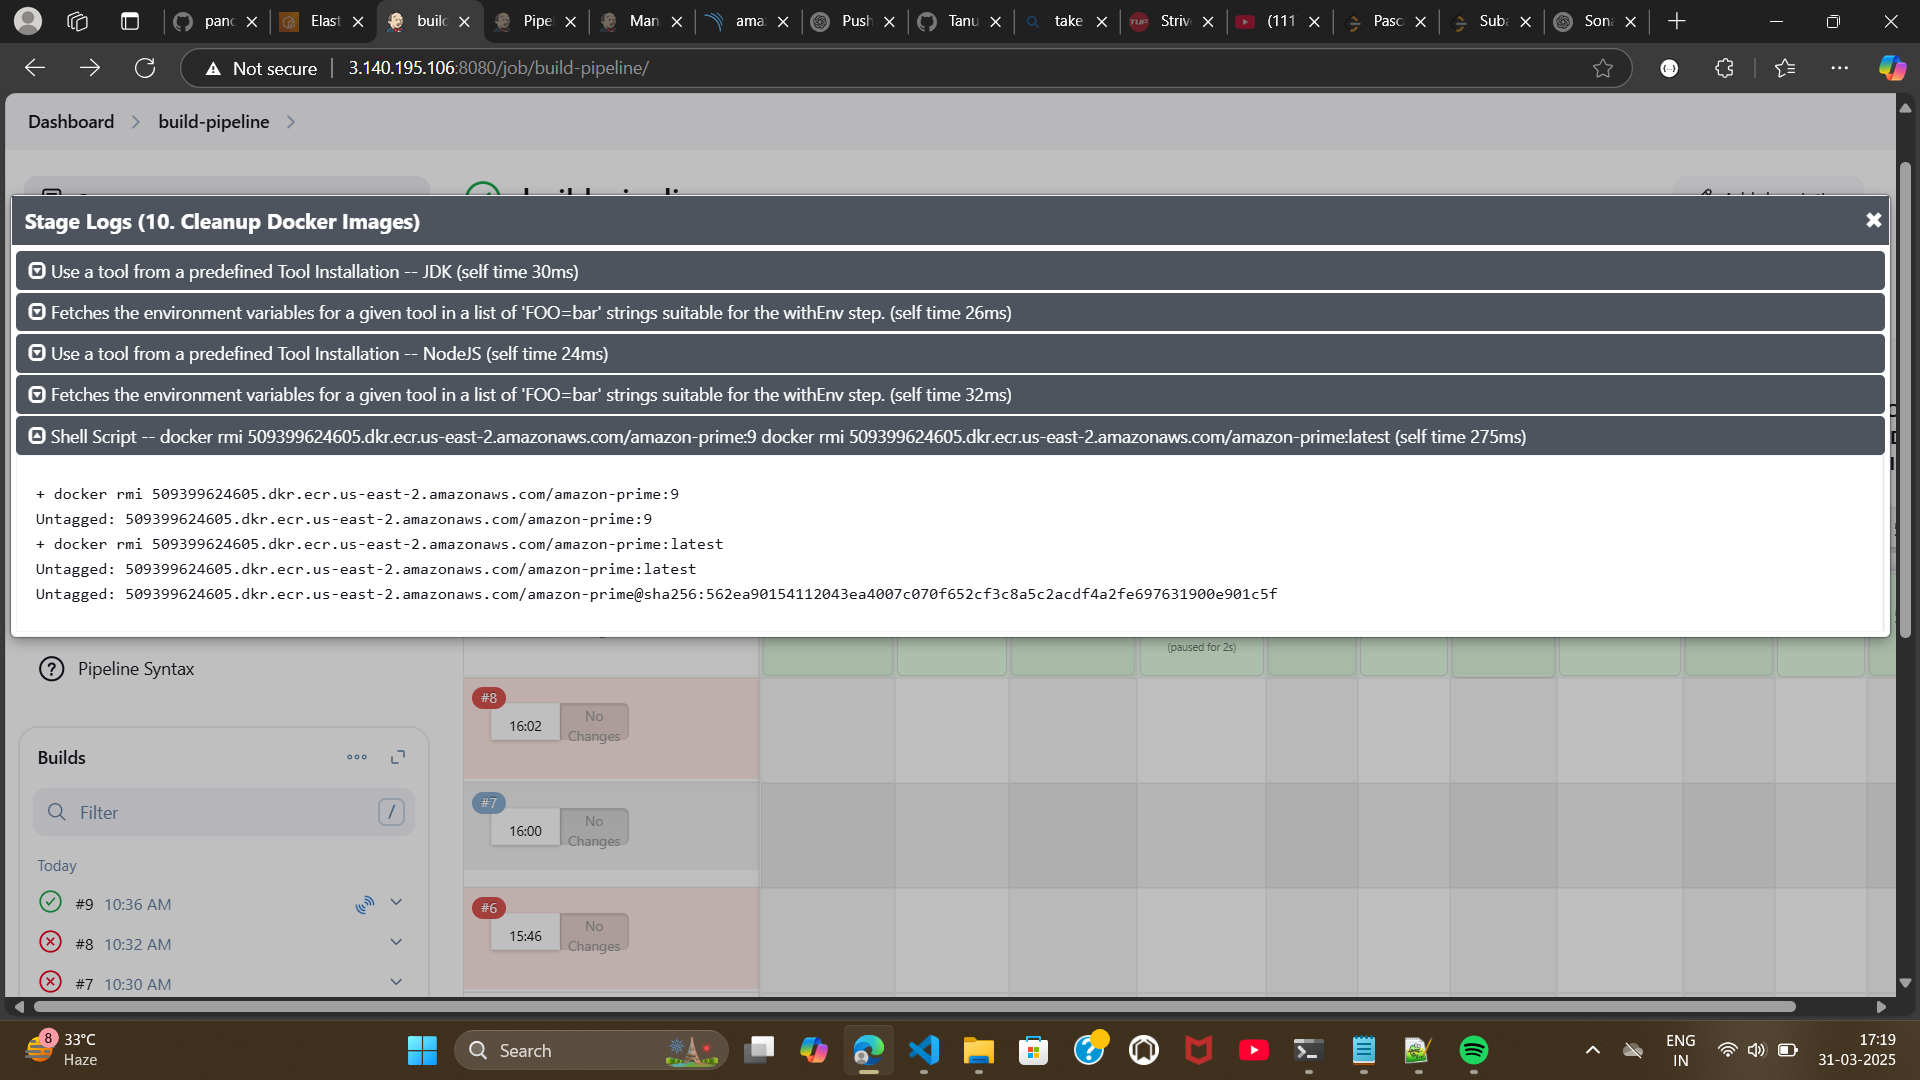 panc
Elast
builc
Pipel
Man
ama
Push
Tanu
take
Strive
(111
Pasc
Suba
Sona
Not secure
3.140.195.106:8080/job/build-pipeline/
Dashboard
build-pipeline
Stage Logs (10. Cleanup Docker Images)
Use a tool from a predefined Tool Installation -- JDK (self time 30ms)
Fetches the environment variables for a given tool in a list of 'FOO=bar' strings suitable for the withEnv step. (self time 26ms)
Use a tool from a predefined Tool Installation -- NodeJS (self time 24ms)
Fetches the environment variables for a given tool in a list of 'FOO=bar' strings suitable for the withEnv step. (self time 32ms)
Shell Script -- docker rmi 509399624605.dkr.ecr.us-east-2.amazonaws.com/amazon-prime:9 docker rmi 509399624605.dkr.ecr.us-east-2.amazonaws.com/amazon-prime:latest (self time 275ms)
+ docker rmi 509399624605.dkr.ecr.us-east-2.amazonaws.com/amazon-prime:9
Untagged: 509399624605.dkr.ecr.us-east-2.amazonaws.com/amazon-prime:9
+ docker rmi 509399624605.dkr.ecr.us-east-2.amazonaws.com/amazon-prime:latest
Untagged: 509399624605.dkr.ecr.us-east-2.amazonaws.com/amazon-prime:latest
Untagged: 509399624605.dkr.ecr.us-east-2.amazonaws.com/amazon-prime@sha256:562ea90154112043ea4007c070f652cf3c8a5c2acdf4a2fe697631900e901c5f
(paused for 2s)
Pipeline Syntax
#8
16:02
No
Changes
#7
16:00
No
Changes
#6
15:46
No
Changes
Builds
Filter
/
Today
#9 10:36 AM
#8 10:32 AM
#7 10:30 AM
8
33°C
Haze
Search
ENG
IN
17:19
31-03-2025